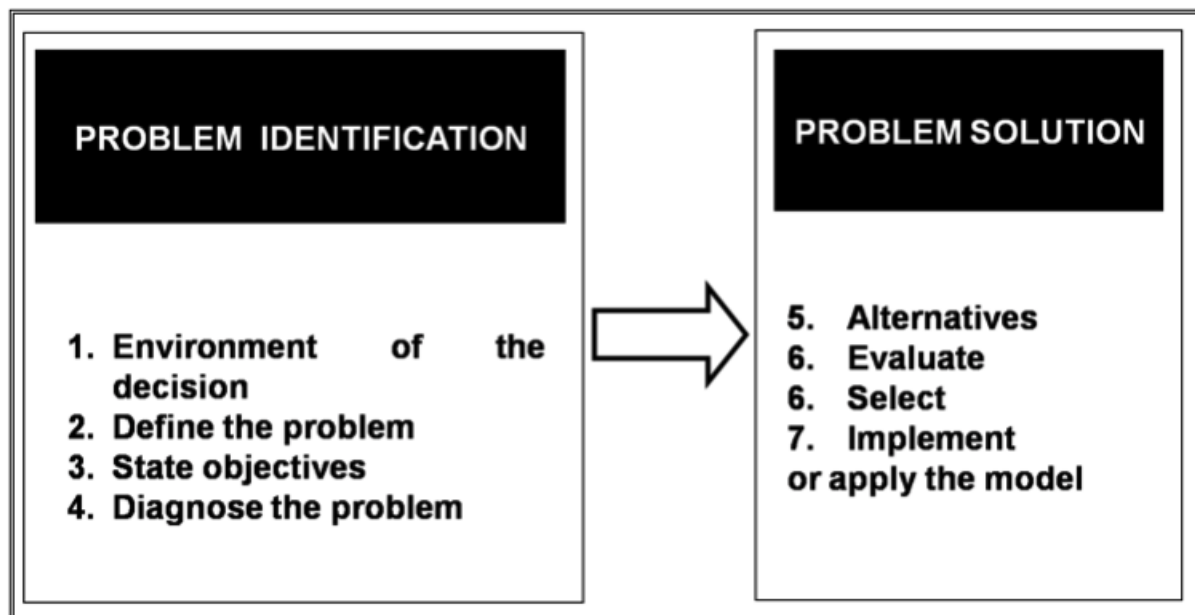 PROBLEM IDENTIFICATION
1. Environment of the
decision
2. Define the problem
3. State objectives
4. Diagnose the problem
PROBLEM SOLUTION
5. Alternatives
6. Evaluate
6. Select
7. Implement
or apply the model